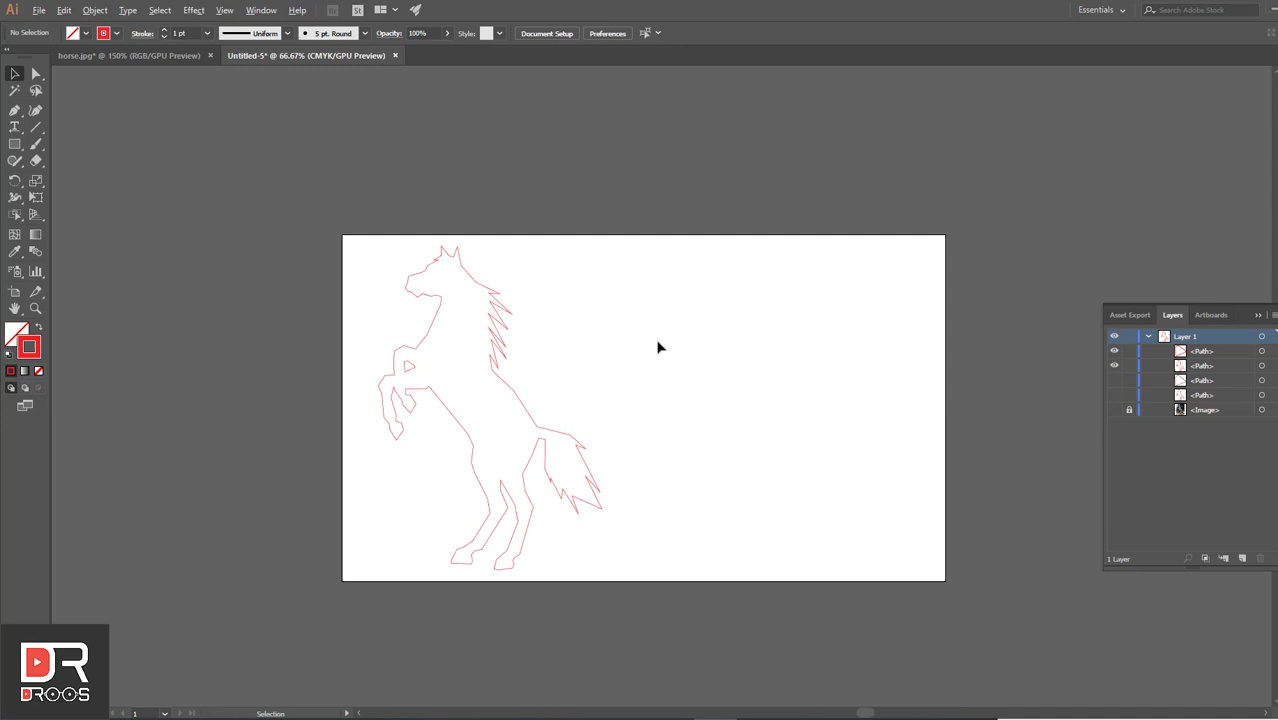 Ai File Edit Object Type Select Effect View Window Help Br St Essentials Search Adobe Stock
No Selection Stroke: 1 pt Uniform 5 pt. Round Opacity: 100% Style: Document Setup Preferences
horse.jpg* @ 150% (RGB/GPU Preview) × Untitled-5* @ 66.67% (CMYK/GPU Preview) ×
Asset Export Layers Artboards
Layer 1
<Path>
<Path>
<Path>
<Path>
<Image>
1 Layer
DR
DROOS
1 Selection